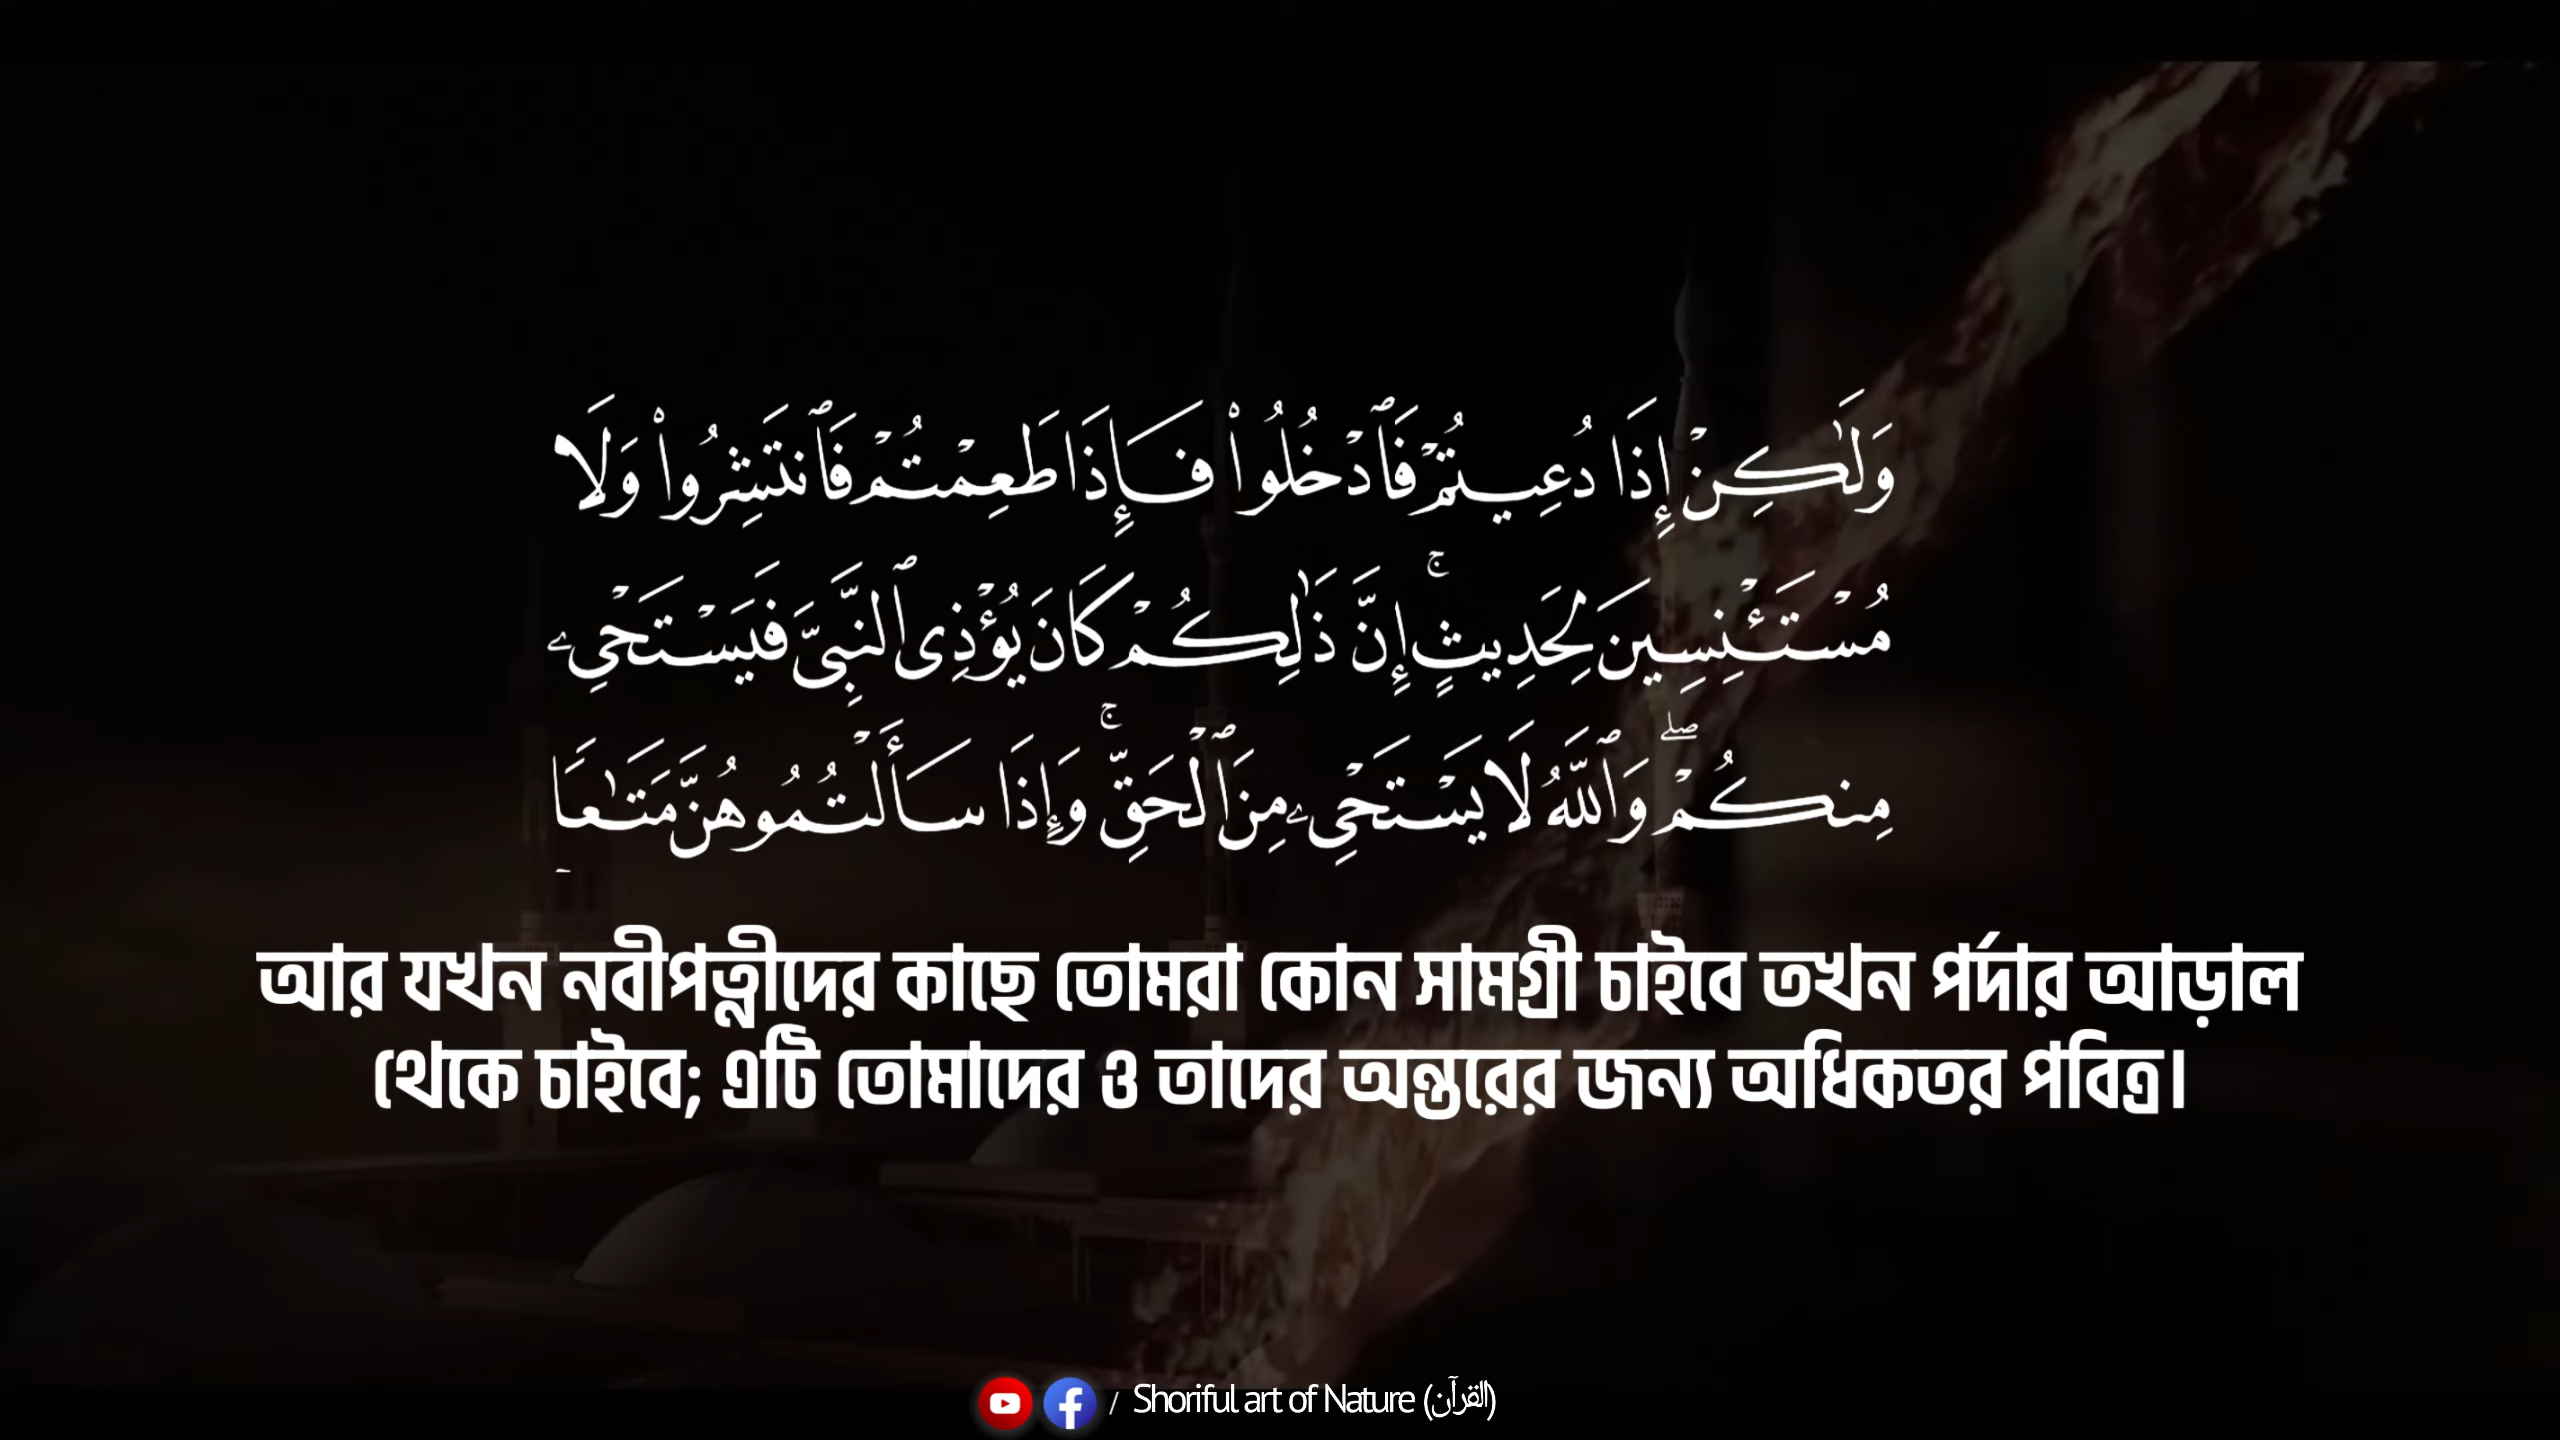 وَلَٰكِنْ إِذَا دُعِيتُمْ فَٱدْخُلُوا۟ فَإِذَا طَعِمْتُمْ فَٱنتَشِرُوا۟ وَلَا
مُسْتَـْٔنِسِينَ لِحَدِيثٍ ۚ إِنَّ ذَٰلِكُمْ كَانَ يُؤْذِى ٱلنَّبِىَّ فَيَسْتَحْىِۦ
مِنكُمْ ۖ وَٱللَّهُ لَا يَسْتَحْىِۦ مِنَ ٱلْحَقِّ ۚ وَإِذَا سَأَلْتُمُوهُنَّ مَتَـٰعًا
আর যখন নবীপত্নীদের কাছে তোমরা কোন সামগ্রী চাইবে তখন পর্দার আড়াল
থেকে চাইবে; এটি তোমাদের ও তাদের অন্তরের জন্য অধিকতর পবিত্র।
/ Shoriful art of Nature (القرآن)